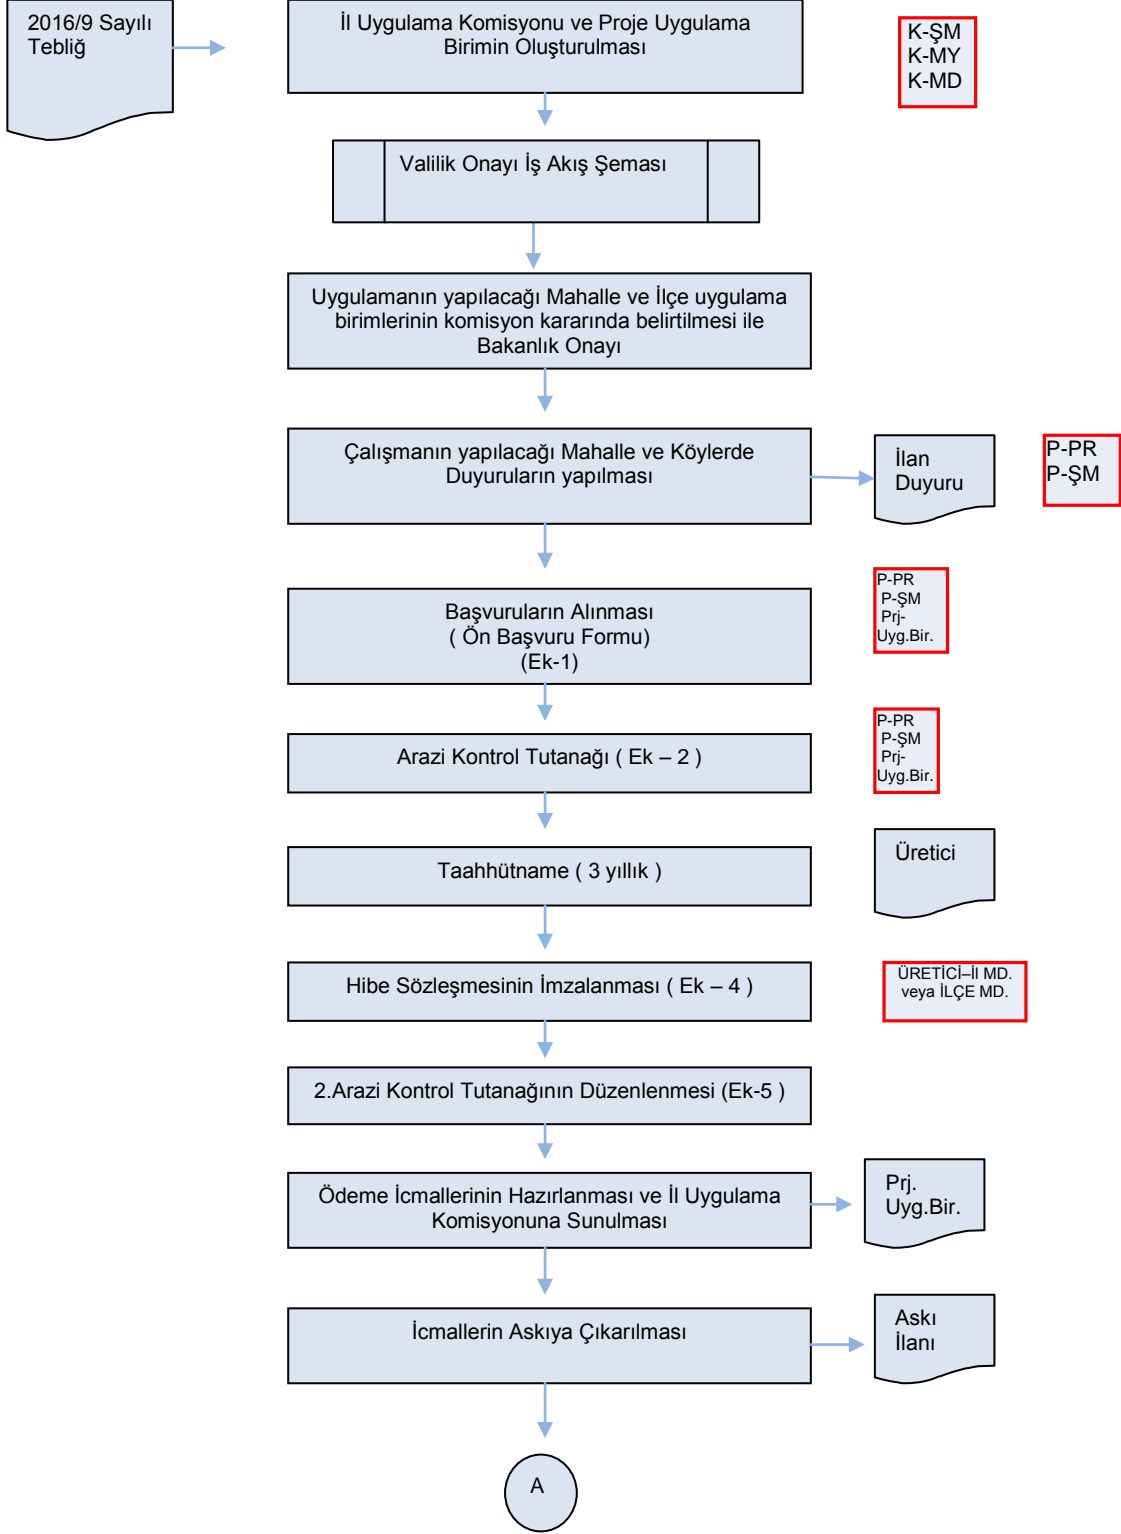 2016/9 Sayılı
Tebliğ
İl Uygulama Komisyonu ve Proje Uygulama
Birimin Oluşturulması
K-ŞM
K-MY
K-MD
Valilik Onayı İş Akış Şeması
Uygulamanın yapılacağı Mahalle ve İlçe uygulama
birimlerinin komisyon kararında belirtilmesi ile
Bakanlık Onayı
Çalışmanın yapılacağı Mahalle ve Köylerde
Duyuruların yapılması
İlan
Duyuru
P-PR
P-ŞM
Başvuruların Alınması
( Ön Başvuru Formu)
(Ek-1)
P-PR
P-ŞM
Prj-
Uyg.Bir.
Arazi Kontrol Tutanağı ( Ek – 2 )
P-PR
P-ŞM
Prj-
Uyg.Bir.
Taahhütname ( 3 yıllık )
Üretici
Hibe Sözleşmesinin İmzalanması ( Ek – 4 )
ÜRETİCİ–İl MD.
veya İLÇE MD.
2.Arazi Kontrol Tutanağının Düzenlenmesi (Ek-5 )
Ödeme İcmallerinin Hazırlanması ve İl Uygulama
Komisyonuna Sunulması
Prj.
Uyg.Bir.
İcmallerin Askıya Çıkarılması
Askı
İlanı
A